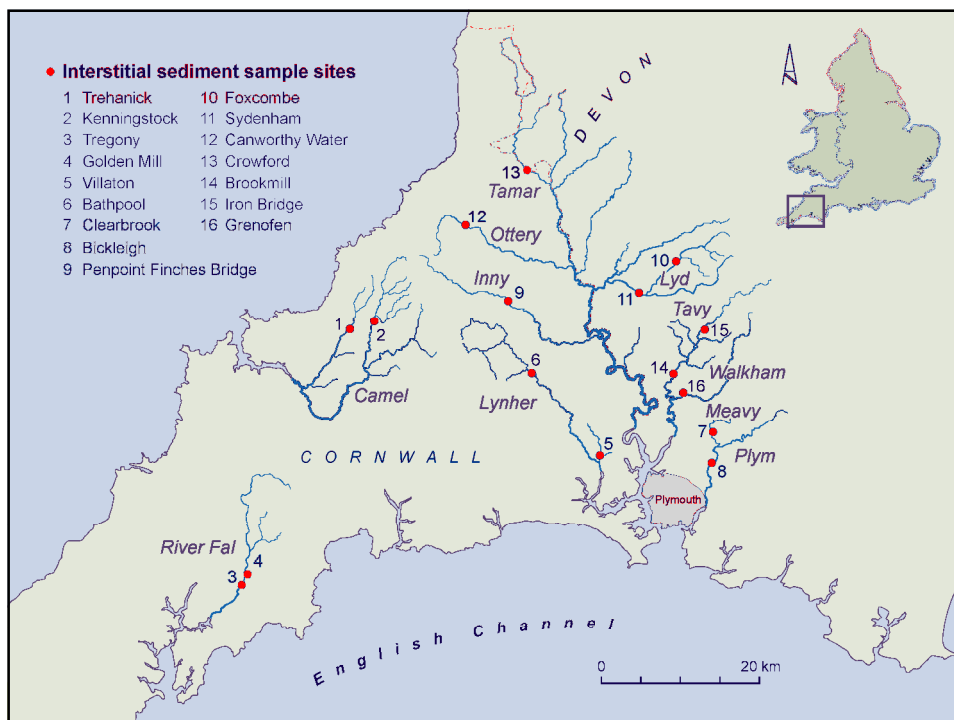 Interstitial sediment sample sites
1 Trehanick
2 Kenningstock
3 Tregony
4 Golden Mill
5 Villaton
6 Bathpool
7 Clearbrook
8 Bickleigh
9 Penpoint Finches Bridge
10 Foxcombe
11 Sydenham
12 Canworthy Water
13 Crowford
14 Brookmill
15 Iron Bridge
16 Grenofen
DEVON
13
Tamar
12
Ottery
10
Lyd
Inny
9
11
Tavy
15
1
2
6
14
Walkham
16
Camel
Lynher
Meavy
7
CORNWALL
5
Plym
8
Plymouth
River Fal
4
3
English Channel
0 20 km